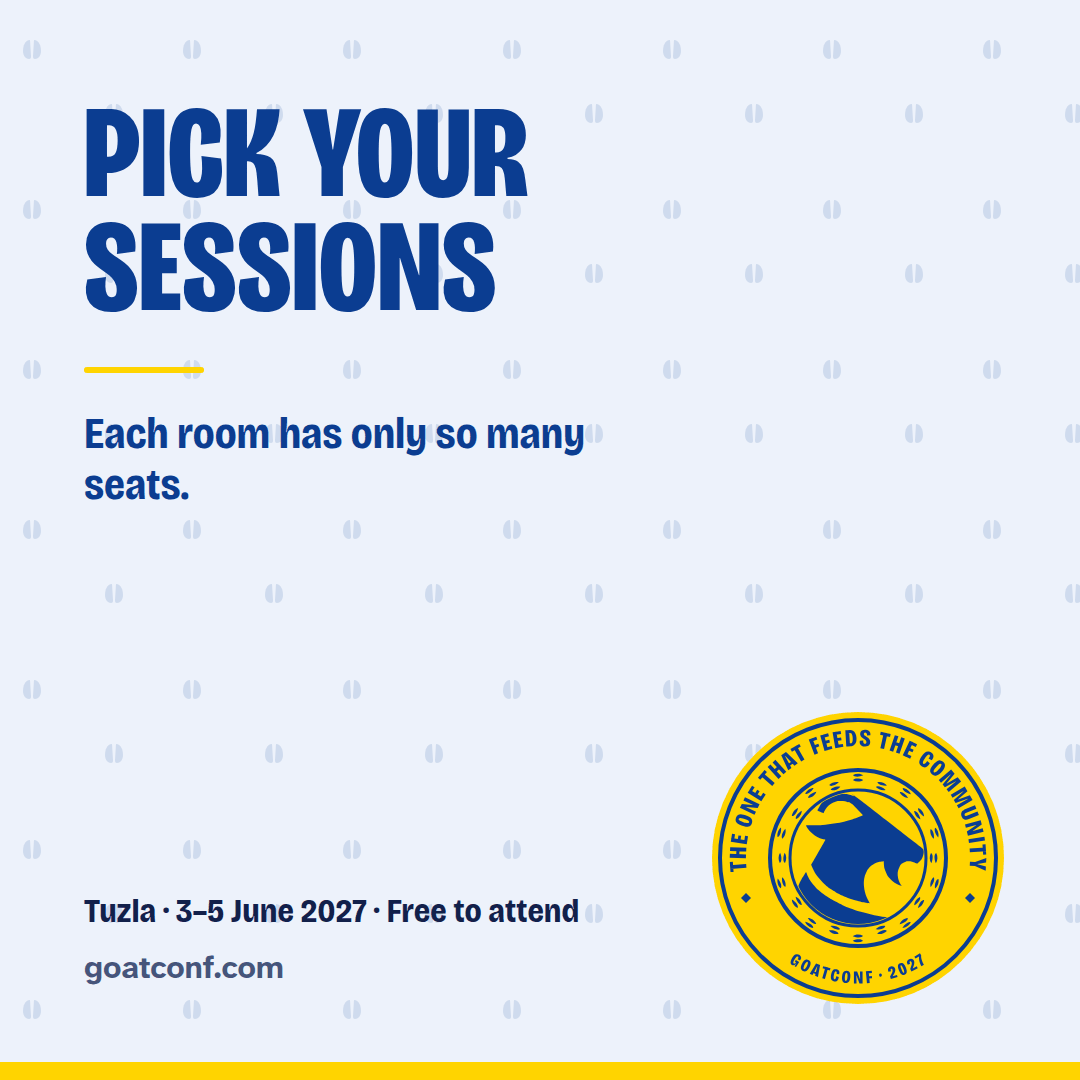 PICK YOUR
SESSIONS
Each room has only so many
seats.
THE ONE THAT FEEDS THE COMMUNITY
GOATCONF · 2027
Tuzla · 3–5 June 2027 · Free to attend
goatconf.com